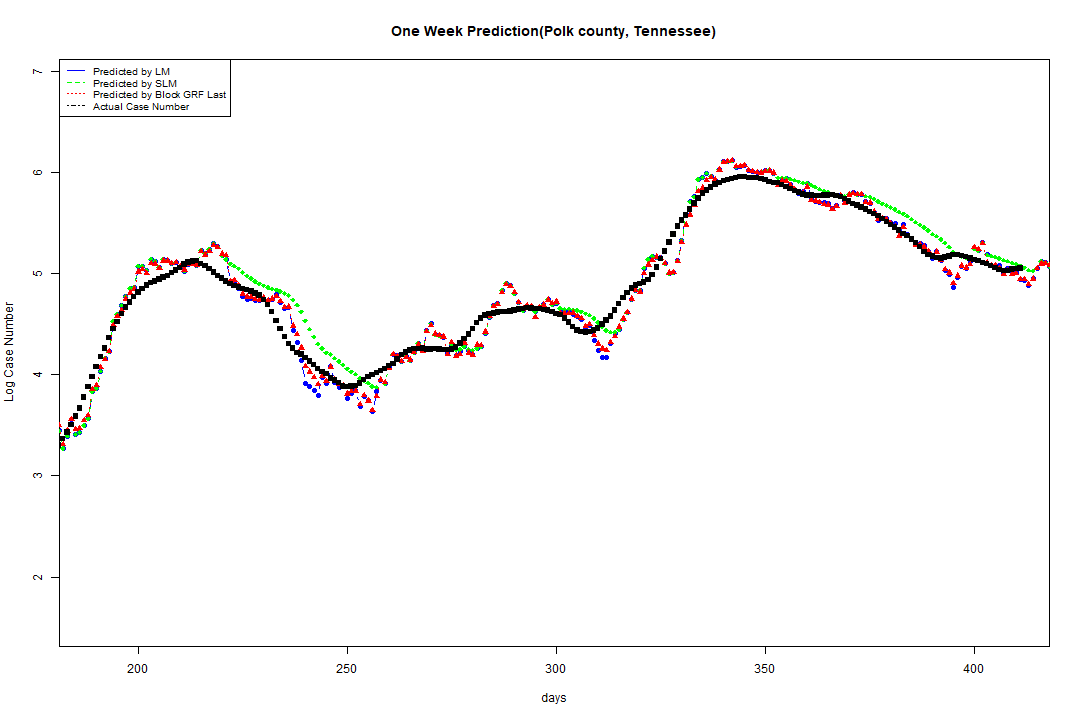 One Week Prediction(Polk county, Tennessee)
Predicted by LM
Predicted by SLM
Predicted by Block GRF Last
Actual Case Number
7
6
5
4
3
2
Log Case Number
200 250 300 350 400
days